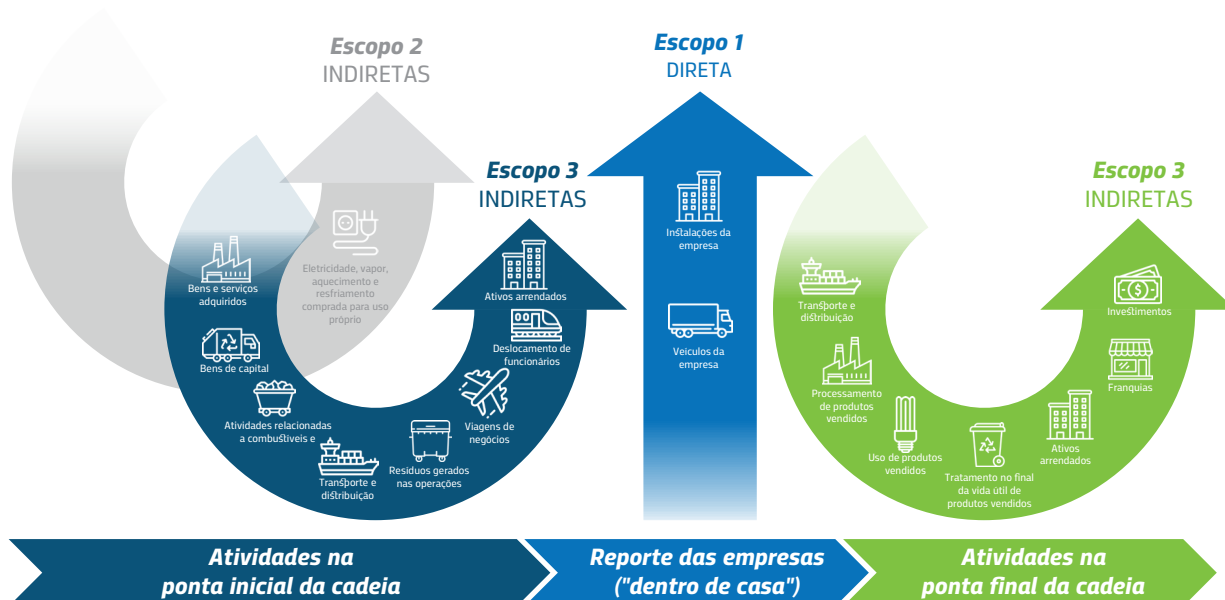 Escopo 2
INDIRETAS
Eletricidade, vapor,
aquecimento e
resfriamento
comprada para uso
próprio
Escopo 3
INDIRETAS
Bens e serviços
adquiridos
Bens de capital
Atividades relacionadas
a combustíveis e
Transporte e
distribuição
Resíduos gerados
nas operações
Viagens de
negócios
Deslocamento de
funcionários
Ativos arrendados
Escopo 1
DIRETA
Instalações da
empresa
Veiculos da
empresa
Escopo 3
INDIRETAS
Transporte e
distribuição
Processamento
de produtos
vendidos
Uso de produtos
vendidos
Tratamento no final
da vida útil de
produtos vendidos
Ativos
arrendados
Franquias
Investimentos
Atividades na
ponta inicial da cadeia
Reporte das empresas
("dentro de casa")
Atividades na
ponta final da cadeia